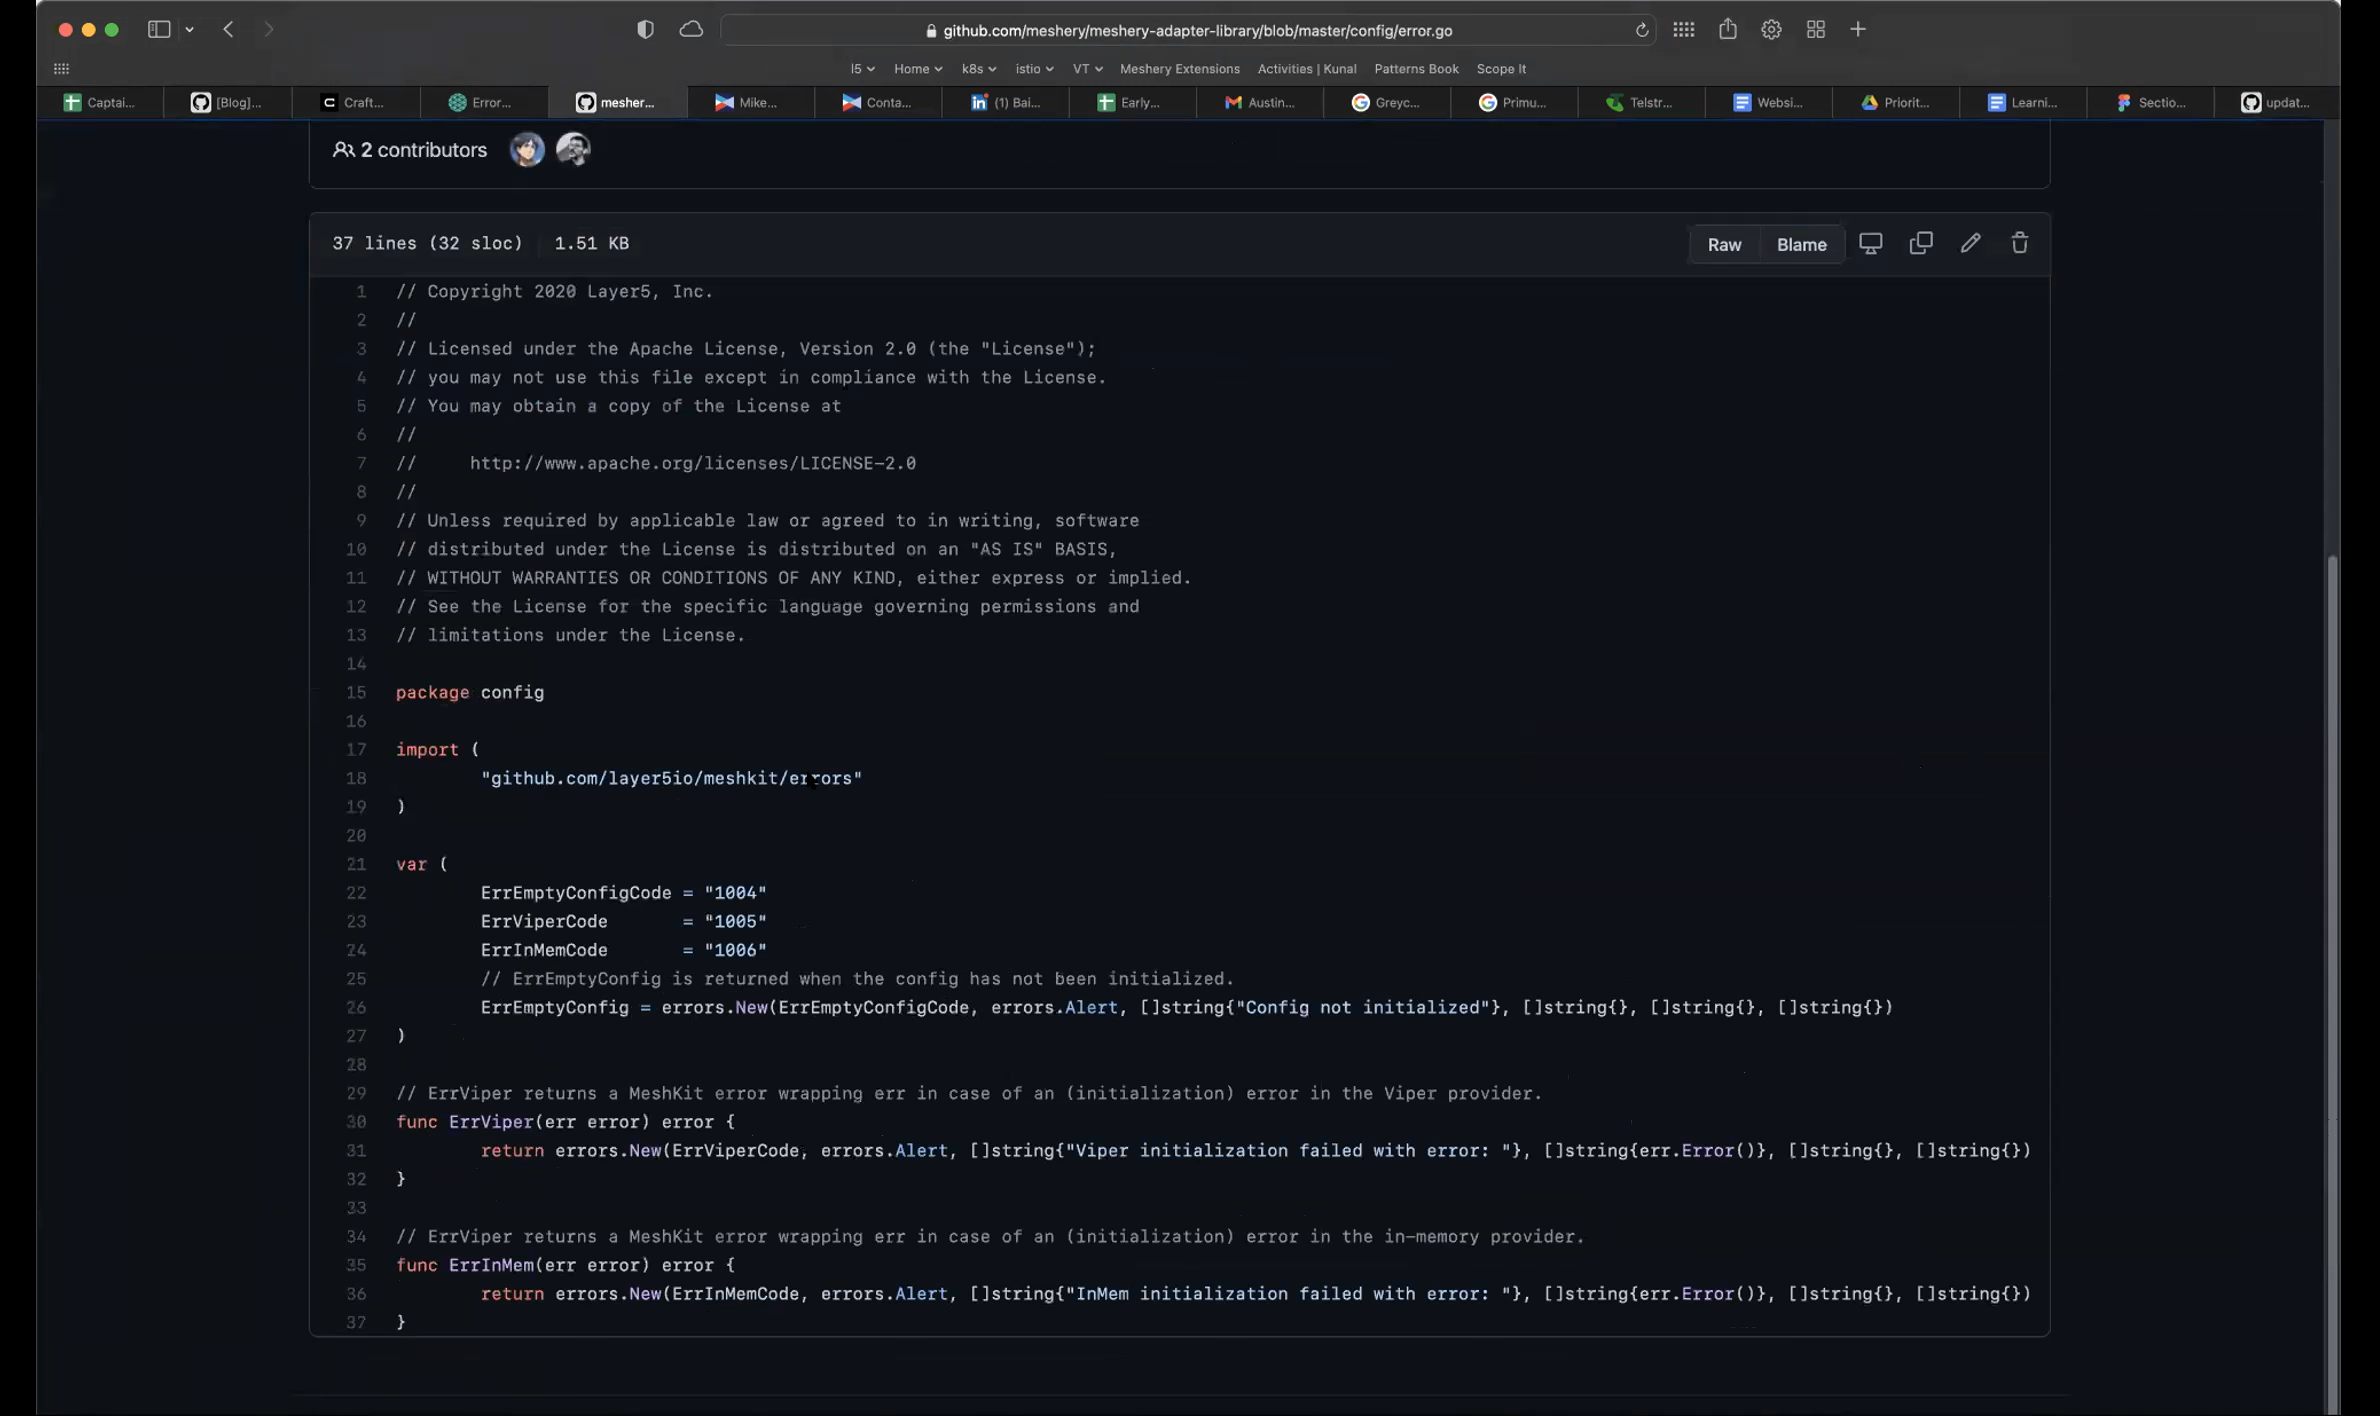 github.com/meshery/meshery-adapter-library/blob/master/config/error.go
l5 Home k8s istio VT Meshery Extensions Activities | Kunal Patterns Book Scope It
Captai... [Blog]... Craft... Error... mesher... Mike... Conta... (1) Bai... Early... Austin... Greyc... Primu... Telstr... Websi... Priorit... Learni... Sectio... updat...
2 contributors
37 lines (32 sloc) 1.51 KB Raw Blame
1 // Copyright 2020 Layer5, Inc.
2 //
3 // Licensed under the Apache License, Version 2.0 (the "License");
4 // you may not use this file except in compliance with the License.
5 // You may obtain a copy of the License at
6 //
7 //     http://www.apache.org/licenses/LICENSE-2.0
8 //
9 // Unless required by applicable law or agreed to in writing, software
10 // distributed under the License is distributed on an "AS IS" BASIS,
11 // WITHOUT WARRANTIES OR CONDITIONS OF ANY KIND, either express or implied.
12 // See the License for the specific language governing permissions and
13 // limitations under the License.
14
15 package config
16
17 import (
18         "github.com/layer5io/meshkit/errors"
19 )
20
21 var (
22         ErrEmptyConfigCode = "1004"
23         ErrViperCode       = "1005"
24         ErrInMemCode       = "1006"
25         // ErrEmptyConfig is returned when the config has not been initialized.
26         ErrEmptyConfig = errors.New(ErrEmptyConfigCode, errors.Alert, []string{"Config not initialized"}, []string{}, []string{}, []string{})
27 )
28
29 // ErrViper returns a MeshKit error wrapping err in case of an (initialization) error in the Viper provider.
30 func ErrViper(err error) error {
31         return errors.New(ErrViperCode, errors.Alert, []string{"Viper initialization failed with error: "}, []string{err.Error()}, []string{}, []string{})
32 }
33
34 // ErrViper returns a MeshKit error wrapping err in case of an (initialization) error in the in-memory provider.
35 func ErrInMem(err error) error {
36         return errors.New(ErrInMemCode, errors.Alert, []string{"InMem initialization failed with error: "}, []string{err.Error()}, []string{}, []string{})
37 }